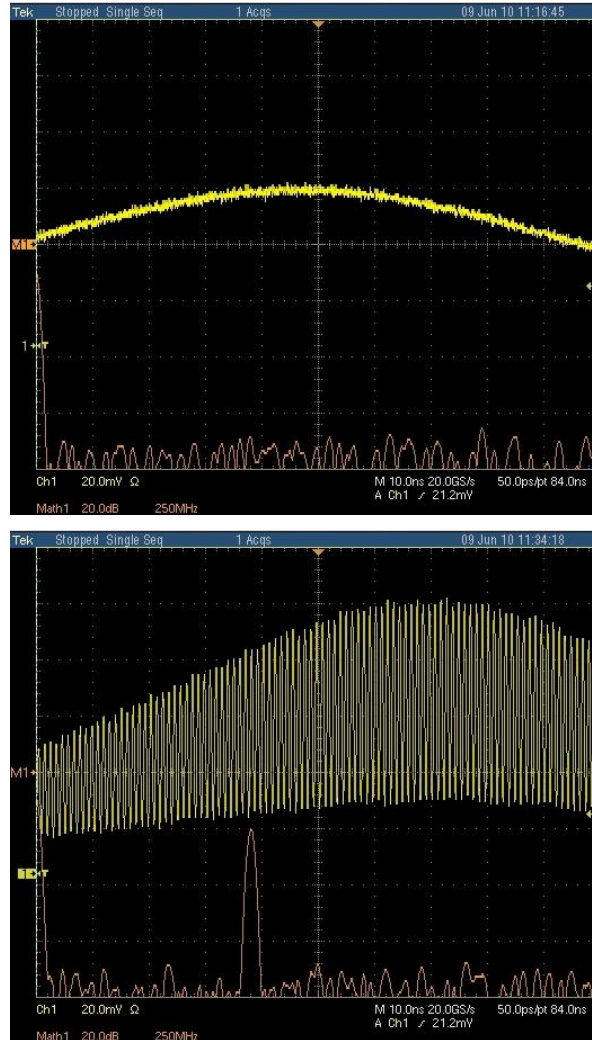 Tek Stopped Single Seq 1 Acqs 09 Jun 10 11:16:45
M1
1 T
Ch1 20.0mV Ω M 10.0ns 20.0GS/s 50.0ps/pt 84.0ns
A Ch1 / 21.2mV
Math1 20.0dB 250MHz
Tek Stopped Single Seq 1 Acqs 09 Jun 10 11:34:18
M1
1 T
Ch1 20.0mV Ω M 10.0ns 20.0GS/s 50.0ps/pt 84.0ns
A Ch1 / 21.2mV
Math1 20.0dB 250MHz